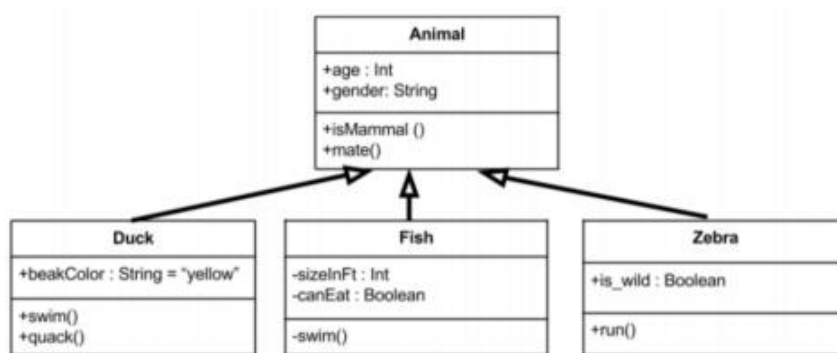 Animal
+age : Int
+gender: String
+isMammal ()
+mate()
Duck
+beakColor : String = "yellow"
+swim()
+quack()
Fish
-sizeInFt : Int
-canEat : Boolean
-swim()
Zebra
+is_wild : Boolean
+run()